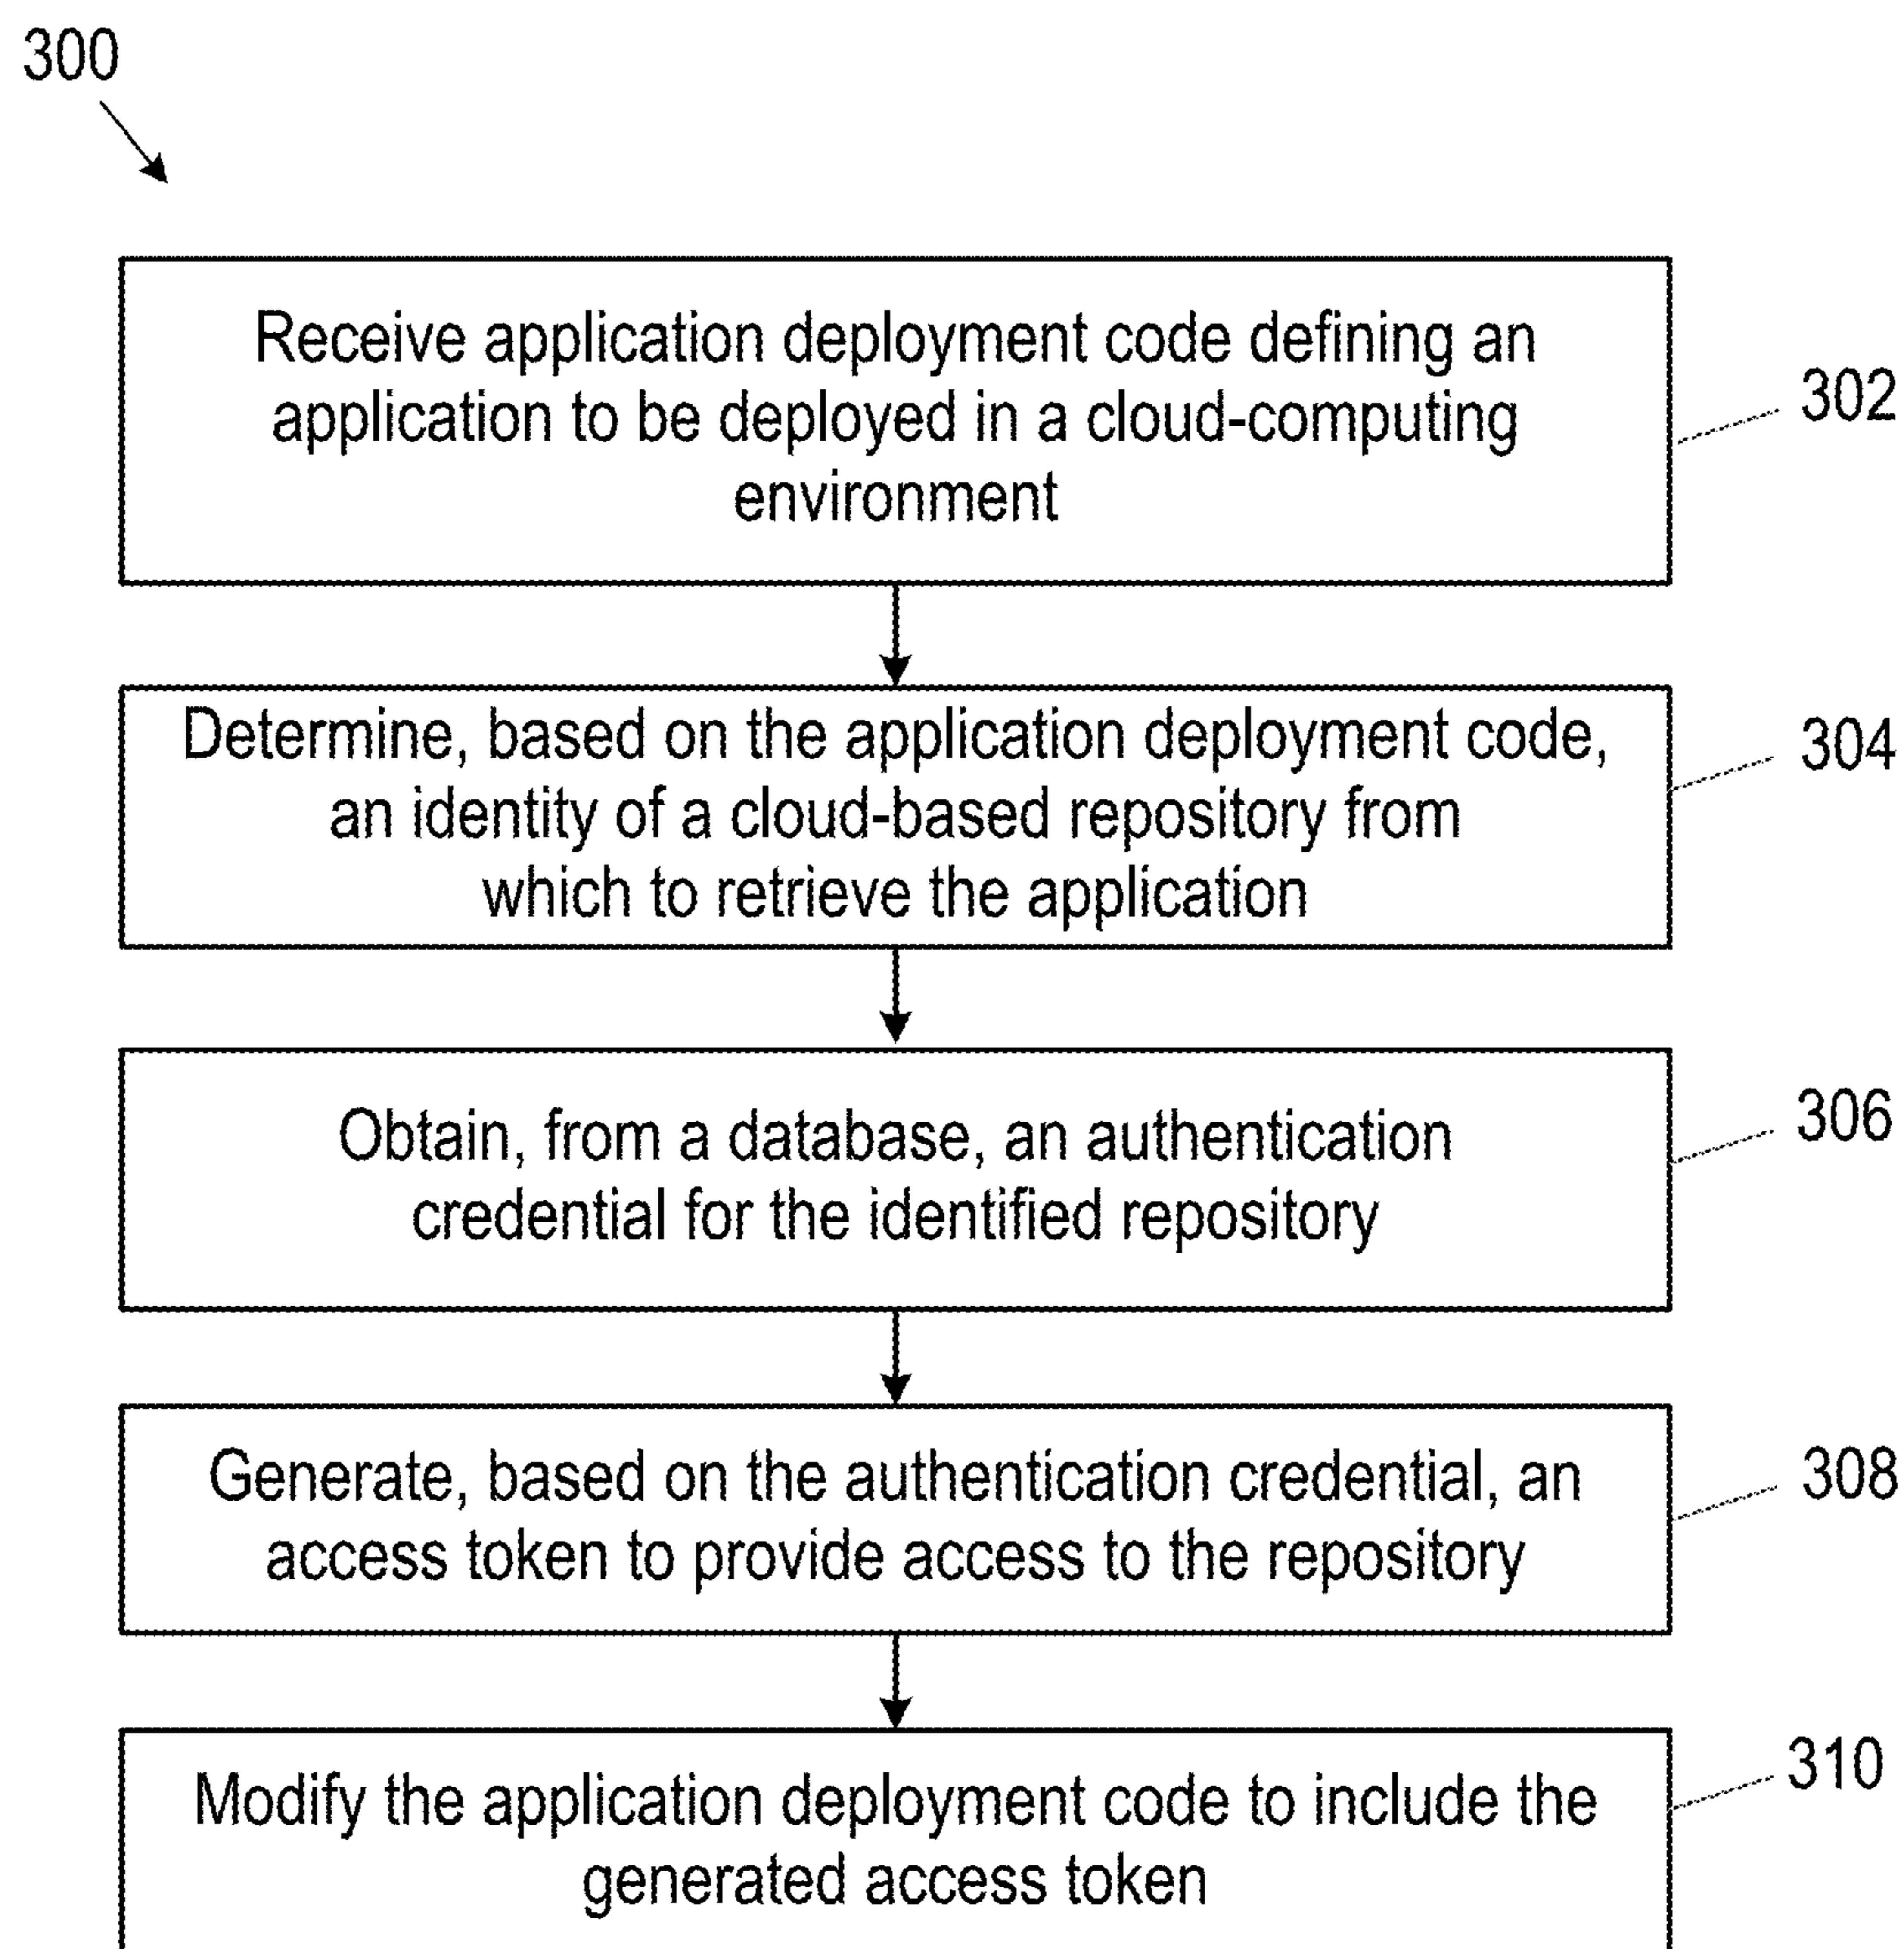 300
Receive application deployment code defining an
application to be deployed in a cloud-computing
environment
302
Determine, based on the application deployment code,
an identity of a cloud-based repository from
which to retrieve the application
304
Obtain, from a database, an authentication
credential for the identified repository
306
Generate, based on the authentication credential, an
access token to provide access to the repository
308
Modify the application deployment code to include the
generated access token
310